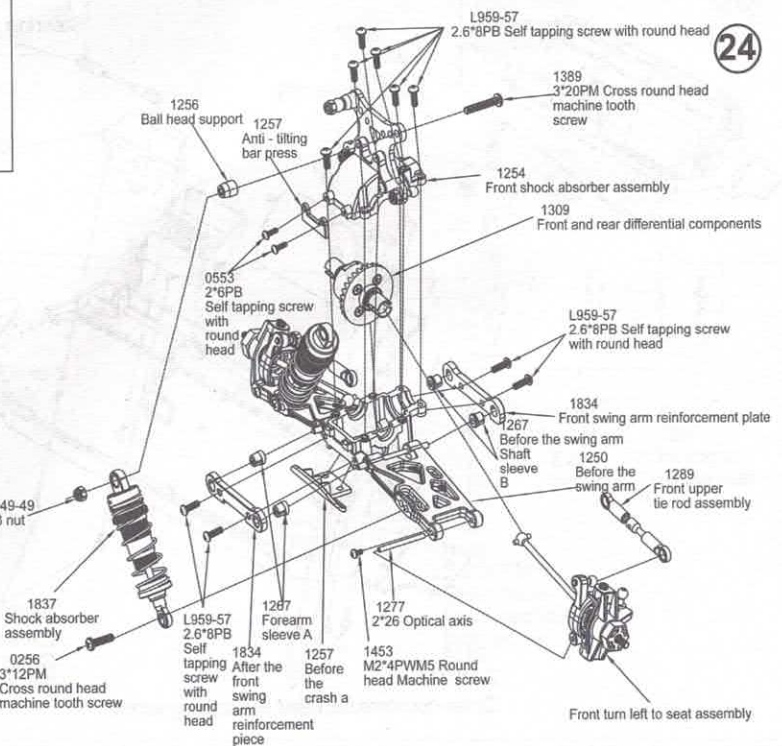 L959-57
2.6*8PB Self tapping screw with round head
24
1389
3*20PM Cross round head
machine tooth
screw
1256
Ball head support
1257
Anti - tilting
bar press
1254
Front shock absorber assembly
1309
Front and rear differential components
0553
2*6PB
Self tapping screw
with
round
head
L959-57
2.6*8PB Self tapping screw
with round head
1834
Front swing arm reinforcement plate
1267
Before the swing arm
Shaft
sleeve
B
1250
Before the
swing arm
1289
Front upper
tie rod assembly
49-49
nut
1837
Shock absorber
assembly
0256
3*12PM
Cross round head
machine tooth screw
L959-57
2.6*8PB
Self
tapping
screw
with
round
head
1834
After the
front
swing
arm
reinforcement
piece
1267
Forearm
sleeve A
1257
Before
the
crash a
1277
2*26 Optical axis
1453
M2*4PWM5 Round
head Machine screw
Front turn left to seat assembly